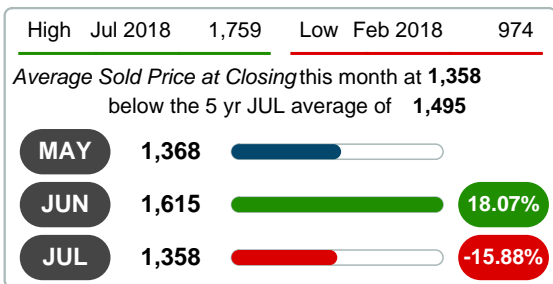 High Jul 2018 1,759 Low Feb 2018 974
Average Sold Price at Closing this month at 1,358
below the 5 yr JUL average of 1,495
MAY 1,368
JUN 1,615 18.07%
JUL 1,358 -15.88%